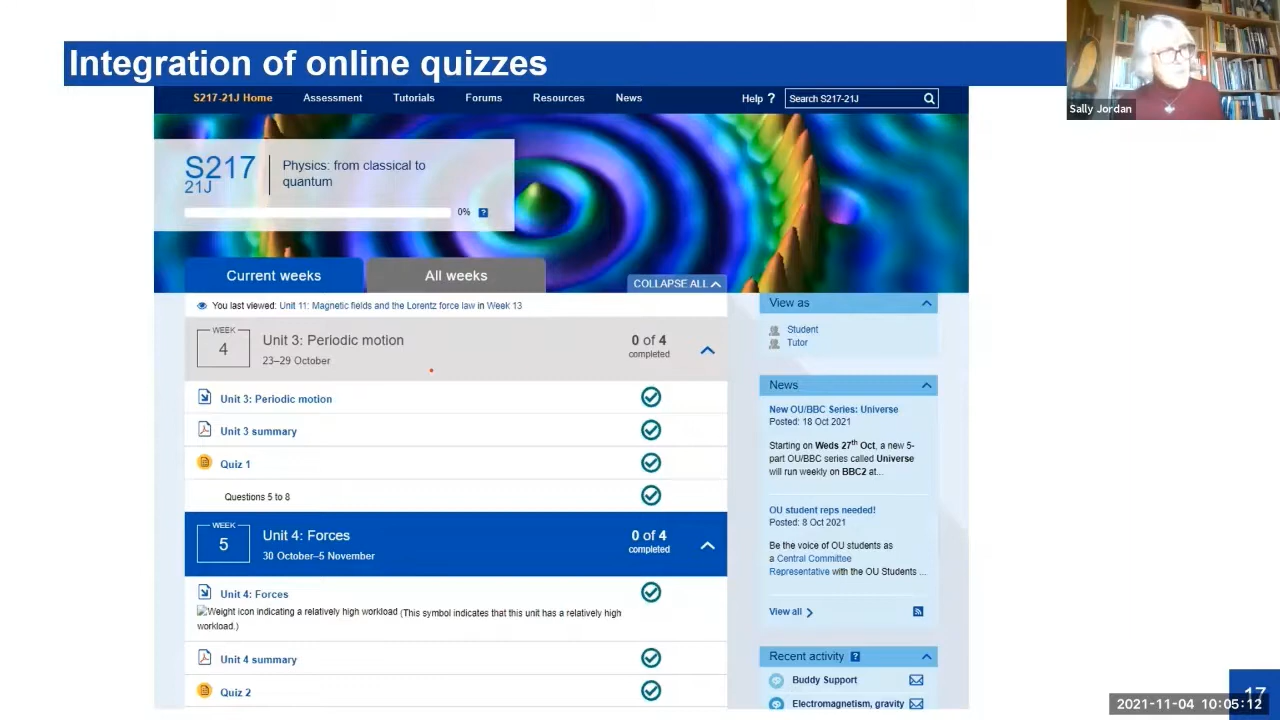 Integration of online quizzes
Sally Jordan
S217-21J Home Assessment Tutorials Forums Resources News Help ? Search S217-21J
S217
21J
Physics: from classical to
quantum
0% ?
Current weeks All weeks
COLLAPSE ALL
You last viewed: Unit 11: Magnetic fields and the Lorentz force law in Week 13
WEEK
4
Unit 3: Periodic motion
23–29 October
0 of 4
completed
Unit 3: Periodic motion
Unit 3 summary
Quiz 1
Questions 5 to 8
WEEK
5
Unit 4: Forces
30 October–5 November
0 of 4
completed
Unit 4: Forces
Weight icon indicating a relatively high workload (This symbol indicates that this unit has a relatively high
workload.)
Unit 4 summary
Quiz 2
View as
Student
Tutor
News
New OU/BBC Series: Universe
Posted: 18 Oct 2021
Starting on Weds 27th Oct, a new 5-
part OU/BBC series called Universe
will run weekly on BBC2 at...
OU student reps needed!
Posted: 8 Oct 2021
Be the voice of OU students as
a Central Committee
Representative with the OU Students ...
View all
Recent activity ?
Buddy Support
Electromagnetism, gravity
17
2021-11-04 10:05:12